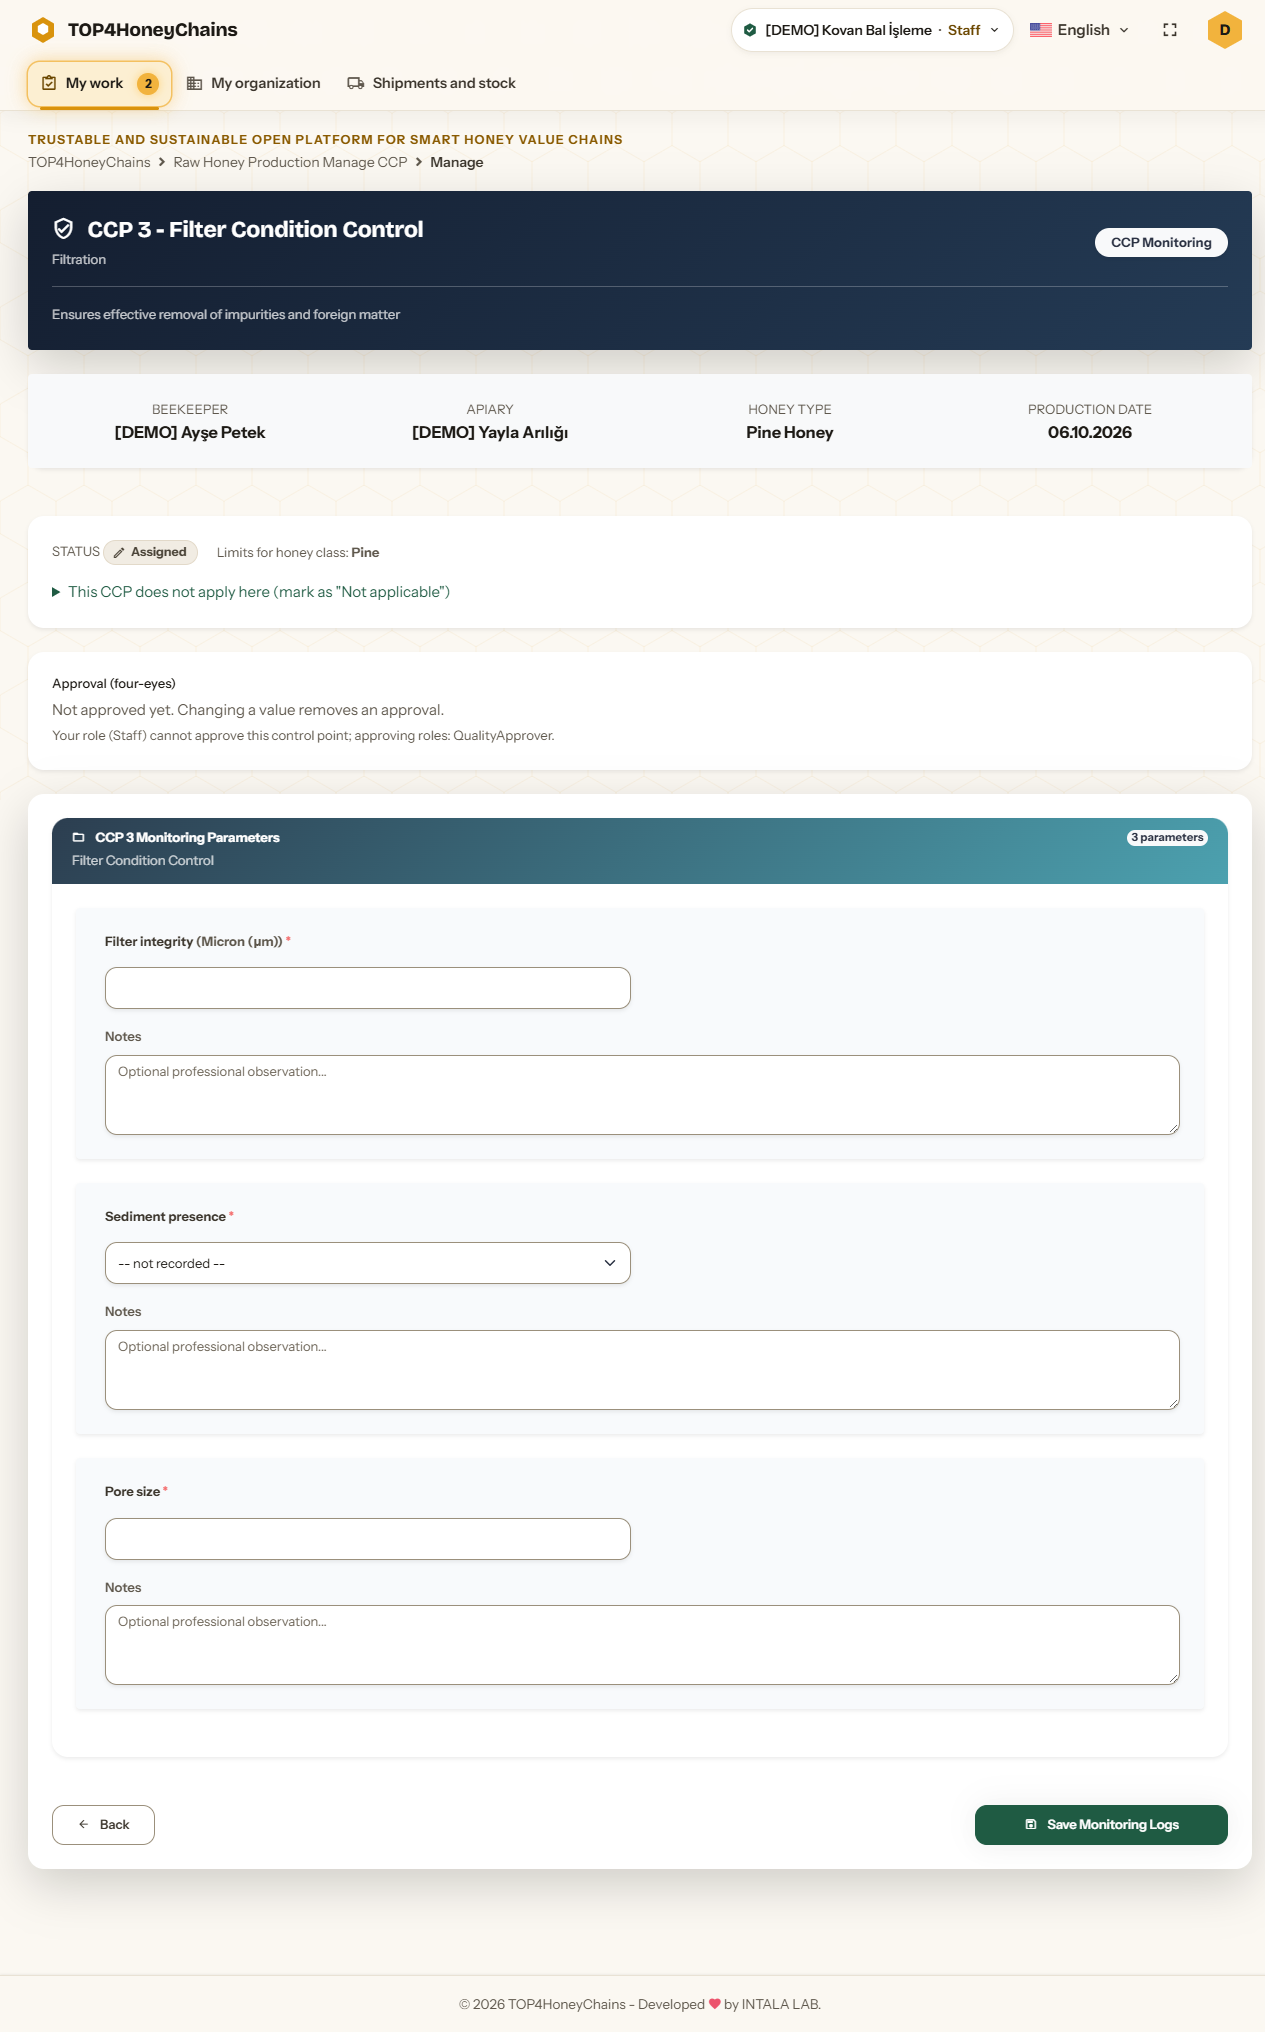 TOP4HoneyChains
[DEMO] Kovan Bal İşleme · Staff
English
D
My work 2
My organization
Shipments and stock
TRUSTABLE AND SUSTAINABLE OPEN PLATFORM FOR SMART HONEY VALUE CHAINS
TOP4HoneyChains > Raw Honey Production Manage CCP > Manage
CCP 3 - Filter Condition Control
Filtration
CCP Monitoring
Ensures effective removal of impurities and foreign matter
BEEKEEPER
[DEMO] Ayşe Petek
APIARY
[DEMO] Yayla Arılığı
HONEY TYPE
Pine Honey
PRODUCTION DATE
06.10.2026
STATUS Assigned Limits for honey class: Pine
This CCP does not apply here (mark as "Not applicable")
Approval (four-eyes)
Not approved yet. Changing a value removes an approval.
Your role (Staff) cannot approve this control point; approving roles: QualityApprover.
CCP 3 Monitoring Parameters
3 parameters
Filter Condition Control
Filter integrity (Micron (µm)) *
Notes
Optional professional observation...
Sediment presence *
-- not recorded --
Notes
Optional professional observation...
Pore size *
Notes
Optional professional observation...
Back
Save Monitoring Logs
© 2026 TOP4HoneyChains - Developed ❤ by INTALA LAB.